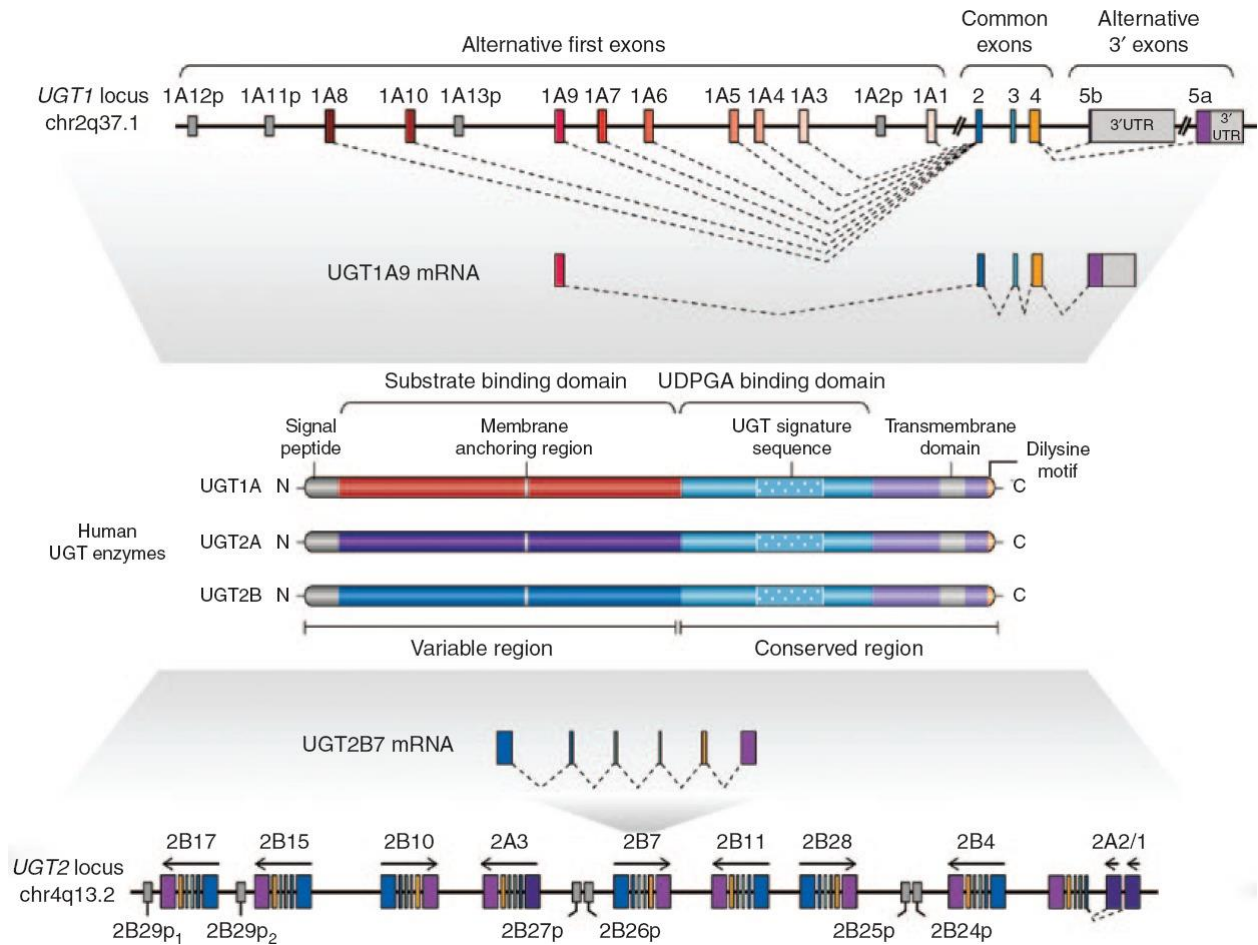 Alternative first exons
Common
exons
Alternative
3′ exons
UGT1 locus
chr2q37.1
1A12p 1A11p 1A8 1A10 1A13p 1A9 1A7 1A6 1A5 1A4 1A3 1A2p 1A1 2 3 4 5b 5a
3′UTR
3′
UTR
UGT1A9 mRNA
Substrate binding domain
UDPGA binding domain
Signal
peptide
Membrane
anchoring region
UGT signature
sequence
Transmembrane
domain
Dilysine
motif
UGT1A N C
Human
UGT enzymes
UGT2A N C
UGT2B N C
Variable region
Conserved region
UGT2B7 mRNA
UGT2 locus
chr4q13.2
2B17 2B15 2B10 2A3 2B7 2B11 2B28 2B4 2A2/1
2B29p1 2B29p2 2B27p 2B26p 2B25p 2B24p